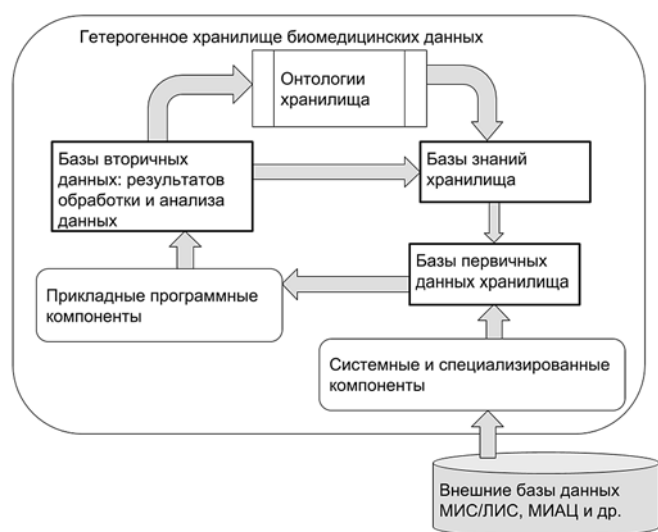 Гетерогенное хранилище биомедицинских данных
Онтологии
хранилища
Базы вторичных
данных: результатов
обработки и анализа
данных
Базы знаний
хранилища
Базы первичных
данных хранилища
Прикладные программные
компоненты
Системные и специализированные
компоненты
Внешние базы данных
МИС/ЛИС, МИАЦ и др.